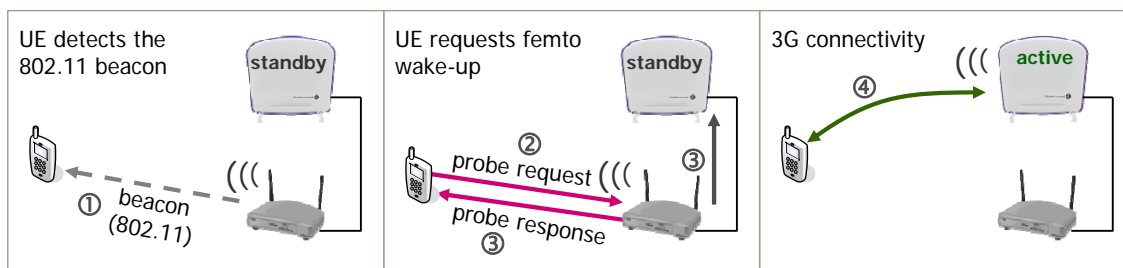 UE detects the
802.11 beacon
standby
①
beacon
(802.11)
UE requests femto
wake-up
standby
②
probe request
③
probe response
③
3G connectivity
active
④